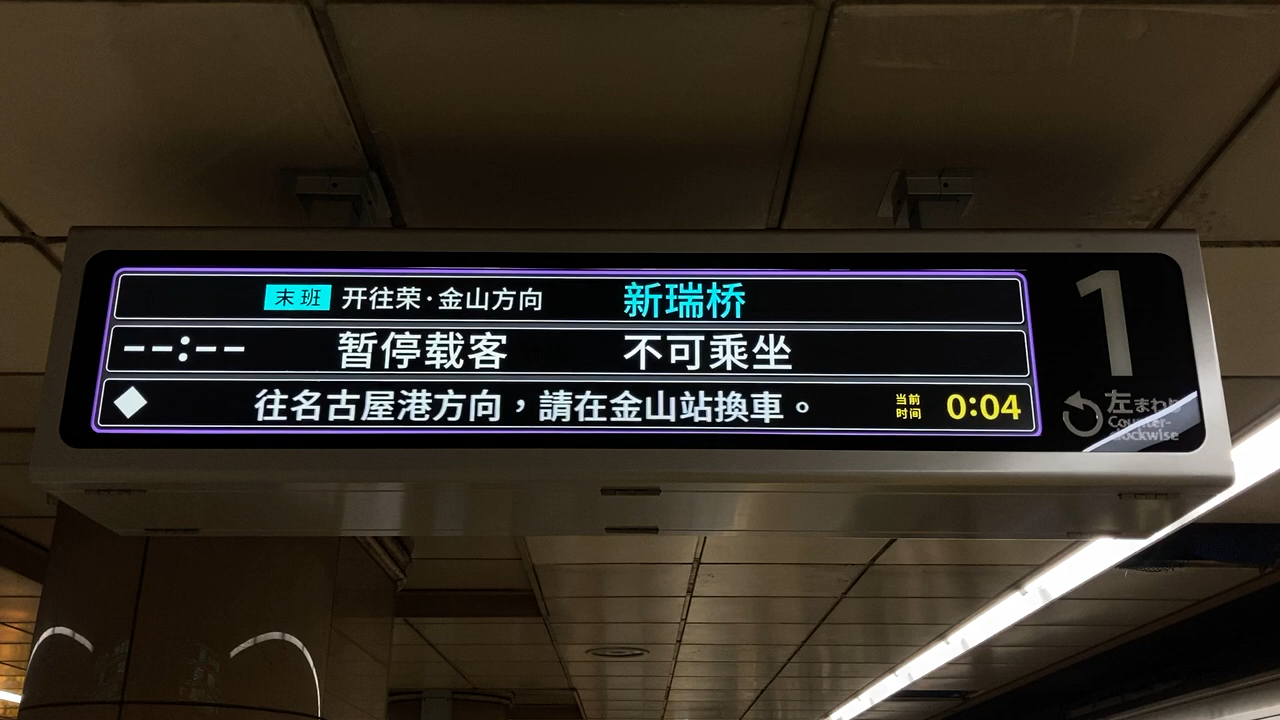 末班 开往荣·金山方向 新瑞桥
--:-- 暂停载客 不可乘坐
◆ 往名古屋港方向，請在金山站換車。 当前时间 0:04
1
左まわり
Counter-
clockwise